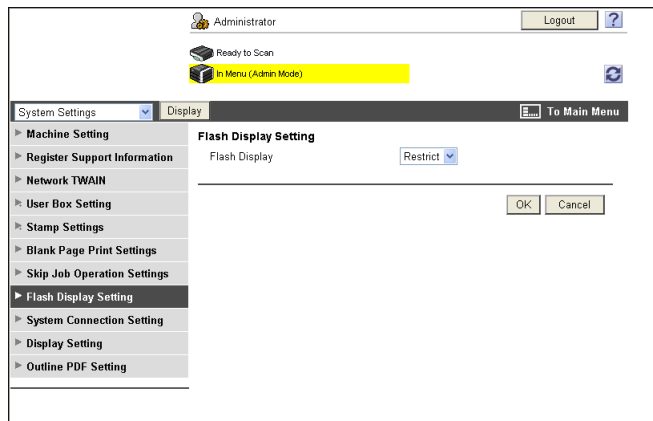 Administrator
Logout
?
Ready to Scan
In Menu (Admin Mode)
System Settings
Display
To Main Menu
Machine Setting
Register Support Information
Network TWAIN
User Box Setting
Stamp Settings
Blank Page Print Settings
Skip Job Operation Settings
Flash Display Setting
System Connection Setting
Display Setting
Outline PDF Setting
Flash Display Setting
Flash Display
Restrict
OK
Cancel